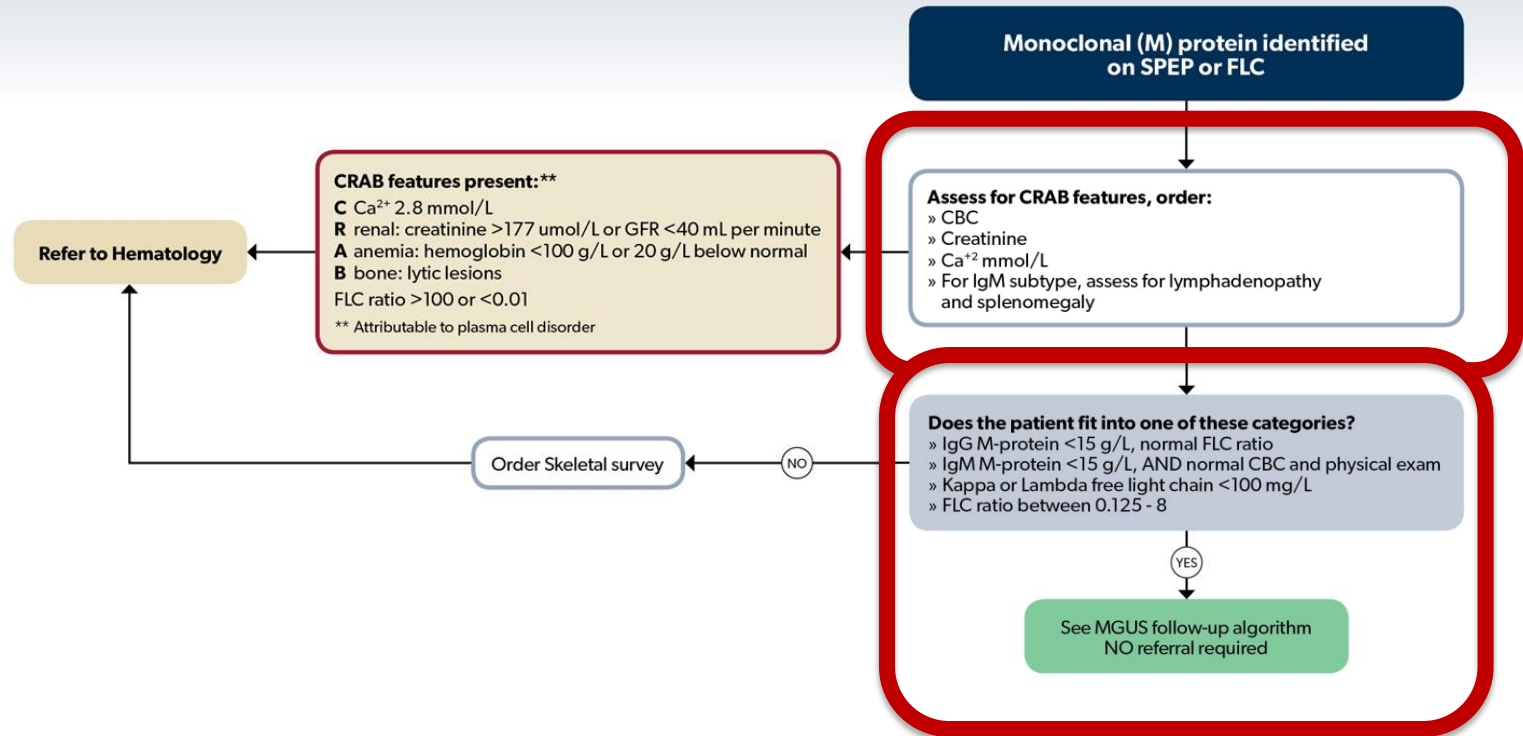 Monoclonal (M) protein identified
on SPEP or FLC
Assess for CRAB features, order:
» CBC
» Creatinine
» Ca⁺² mmol/L
» For IgM subtype, assess for lymphadenopathy
and splenomegaly
CRAB features present:**
C Ca²⁺ 2.8 mmol/L
R renal: creatinine >177 umol/L or GFR <40 mL per minute
A anemia: hemoglobin <100 g/L or 20 g/L below normal
B bone: lytic lesions
FLC ratio >100 or <0.01
** Attributable to plasma cell disorder
Refer to Hematology
Does the patient fit into one of these categories?
» IgG M-protein <15 g/L, normal FLC ratio
» IgM M-protein <15 g/L, AND normal CBC and physical exam
» Kappa or Lambda free light chain <100 mg/L
» FLC ratio between 0.125 - 8
NO
Order Skeletal survey
YES
See MGUS follow-up algorithm
NO referral required